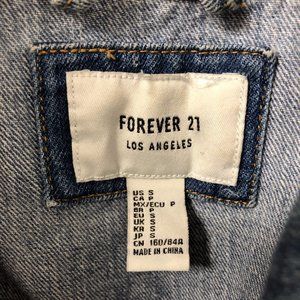 FOREVER 21
LOS ANGELES
US S
CA P
MX/ECU P
BR P
EU S
UK S
KR S
JP S
CN 160/84A
MADE IN CHINA